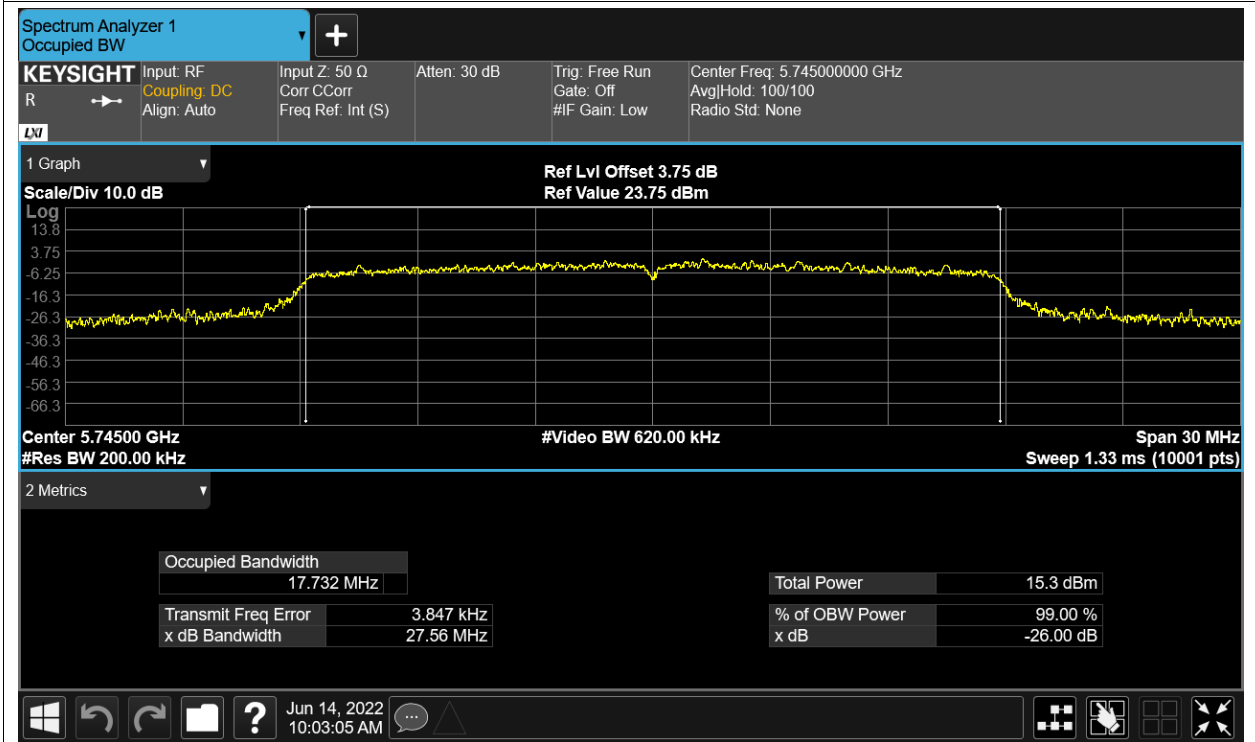 Spectrum Analyzer 1
Occupied BW
KEYSIGHT
R
LXI
Input: RF
Coupling: DC
Align: Auto
Input Z: 50 Ω
Corr CCorr
Freq Ref: Int (S)
Atten: 30 dB
Trig: Free Run
Gate: Off
#IF Gain: Low
Center Freq: 5.745000000 GHz
Avg|Hold: 100/100
Radio Std: None
1 Graph
Scale/Div 10.0 dB
Ref Lvl Offset 3.75 dB
Ref Value 23.75 dBm
Log
13.8
3.75
-6.25
-16.3
-26.3
-36.3
-46.3
-56.3
-66.3
Center 5.74500 GHz
#Video BW 620.00 kHz
Span 30 MHz
#Res BW 200.00 kHz
Sweep 1.33 ms (10001 pts)
2 Metrics
Occupied Bandwidth
17.732 MHz
Total Power 15.3 dBm
Transmit Freq Error 3.847 kHz
% of OBW Power 99.00 %
x dB Bandwidth 27.56 MHz
x dB -26.00 dB
?
Jun 14, 2022
10:03:05 AM